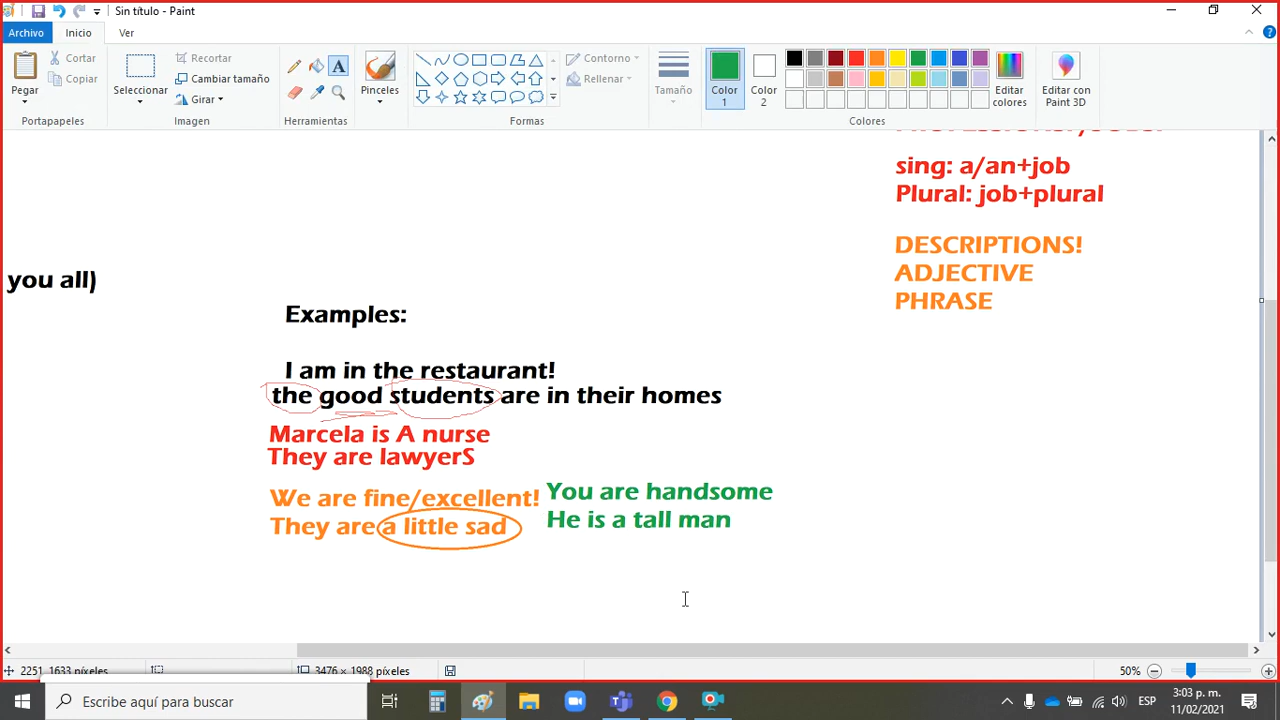 Sin título - Paint
Archivo Inicio Ver
Pegar
Cortar
Copiar
Portapapeles
Seleccionar
Recortar
Cambiar tamaño
Girar
Imagen
A
Herramientas
Pinceles
Contorno
Rellenar
Formas
Tamaño
Color 1
Color 2
Editar colores
Colores
Editar con Paint 3D
sing: a/an+job
Plural: job+plural
DESCRIPTIONS!
ADJECTIVE
PHRASE
you all)
Examples:
I am in the restaurant!
the good students are in their homes
Marcela is A nurse
They are lawyerS
We are fine/excellent!
They are a little sad
You are handsome
He is a tall man
2251, 1633 píxeles
3476 × 1988 píxeles
50%
Escribe aquí para buscar
ESP
3:03 p. m.
11/02/2021